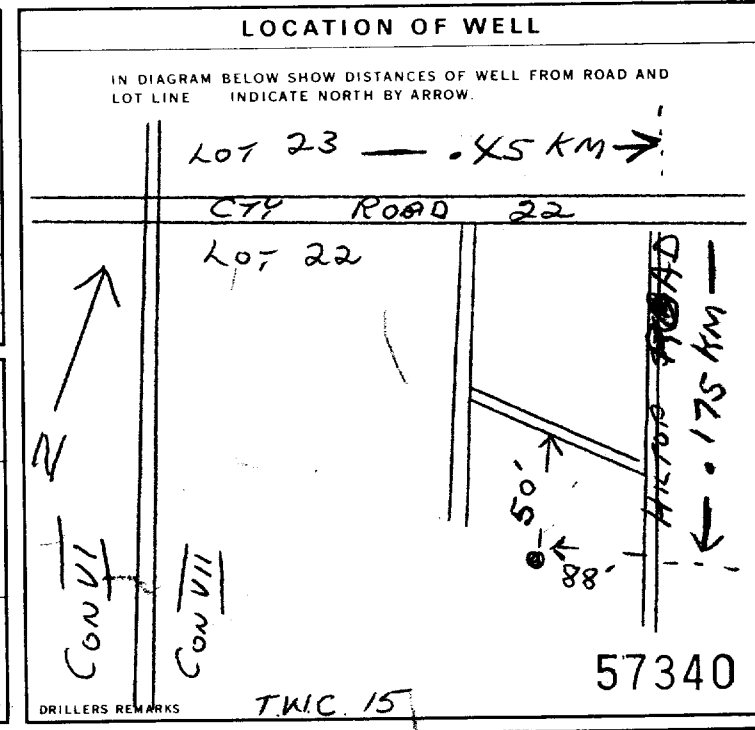 LOCATION OF WELL
IN DIAGRAM BELOW SHOW DISTANCES OF WELL FROM ROAD AND
LOT LINE INDICATE NORTH BY ARROW.
LOT 23 — .45 KM →
CTY ROAD 22
LOT 22
N
HILTOP ROAD
.175 KM
50'
88'
CON VI
CON VII
57340
DRILLERS REMARKS
T.W.C. 15